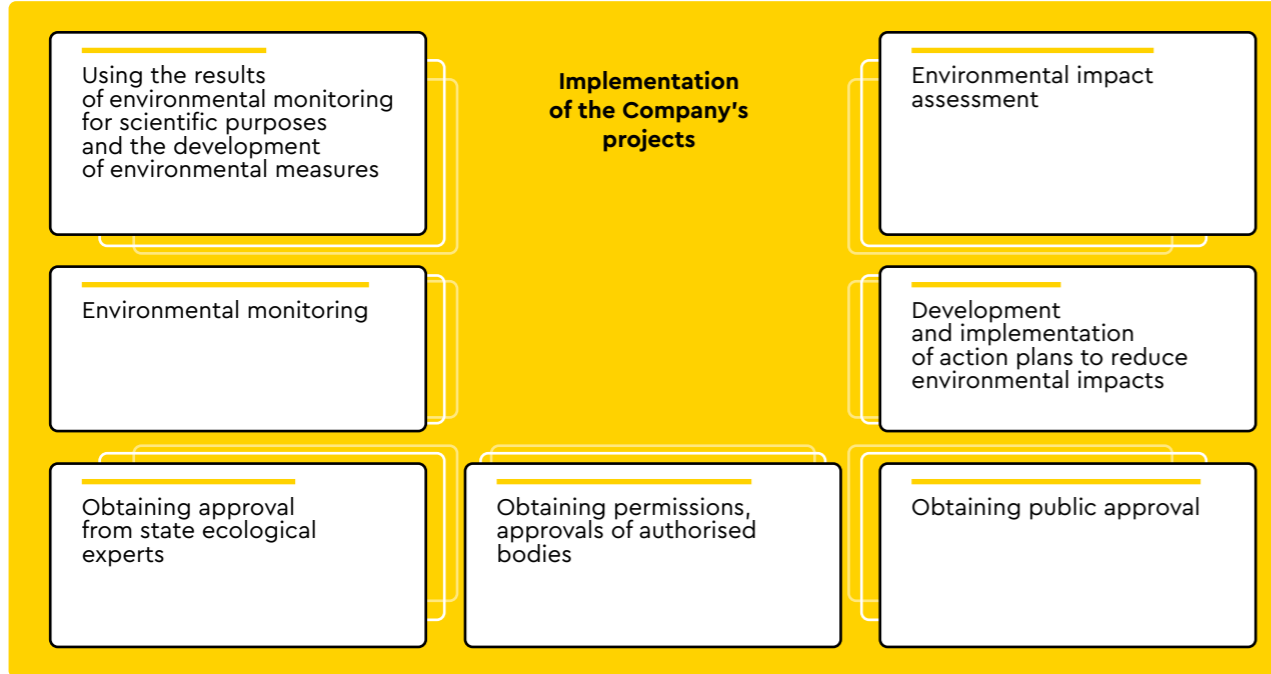 Using the results
of environmental monitoring
for scientific purposes
and the development
of environmental measures
Implementation
of the Company's
projects
Environmental impact
assessment
Environmental monitoring
Development
and implementation
of action plans to reduce
environmental impacts
Obtaining approval
from state ecological
experts
Obtaining permissions,
approvals of authorised
bodies
Obtaining public approval